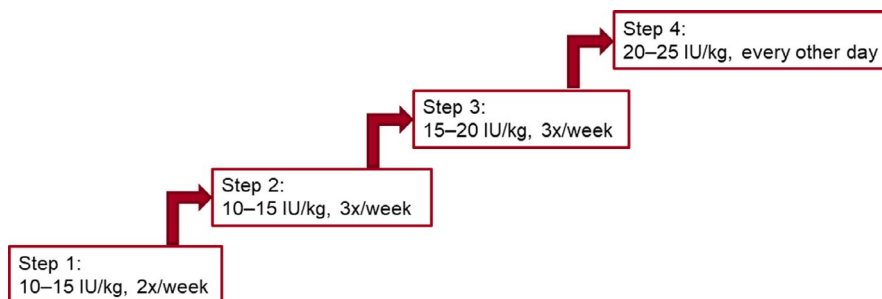 Step 4:
20–25 IU/kg, every other day
Step 3:
15–20 IU/kg, 3x/week
Step 2:
10–15 IU/kg, 3x/week
Step 1:
10–15 IU/kg, 2x/week